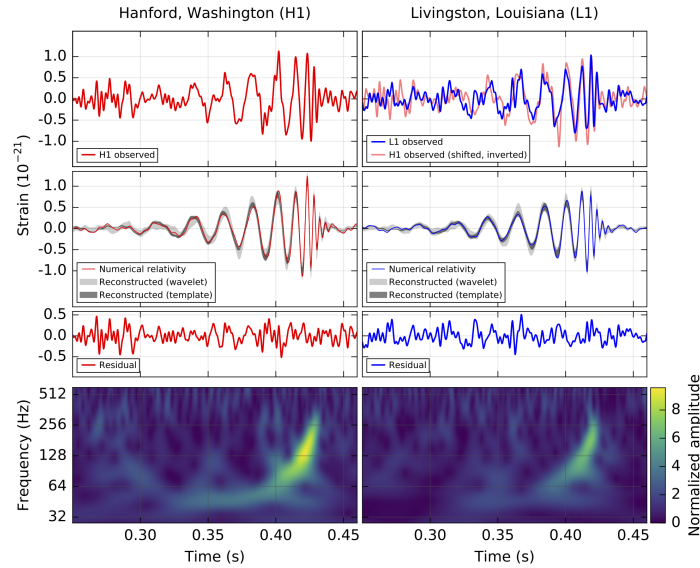 Hanford, Washington (H1)
Livingston, Louisiana (L1)
Strain (10⁻²¹)
1.0
0.5
0.0
-0.5
-1.0
H1 observed
L1 observed
H1 observed (shifted, inverted)
1.0
0.5
0.0
-0.5
-1.0
Numerical relativity
Reconstructed (wavelet)
Reconstructed (template)
Numerical relativity
Reconstructed (wavelet)
Reconstructed (template)
0.5
0.0
-0.5
Residual
Residual
Frequency (Hz)
512
256
128
64
32
Normalized amplitude
8
6
4
2
0
0.30 0.35 0.40 0.45
0.30 0.35 0.40 0.45
Time (s)
Time (s)